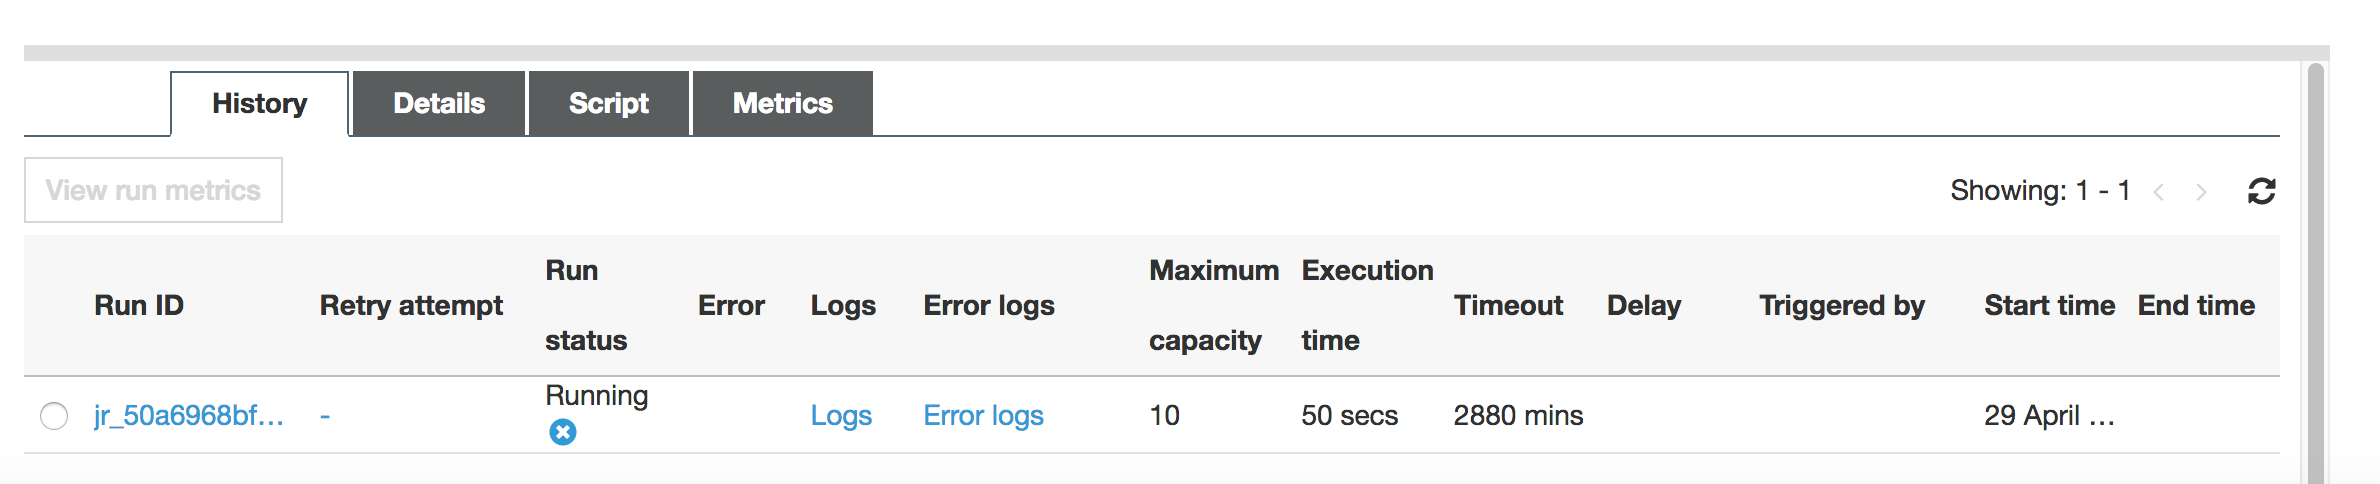 History Details Script Metrics
View run metrics Showing: 1 - 1
Run ID Retry attempt Run status Error Logs Error logs Maximum capacity Execution time Timeout Delay Triggered by Start time End time
jr_50a6968bf... - Running Logs Error logs 10 50 secs 2880 mins 29 April ...